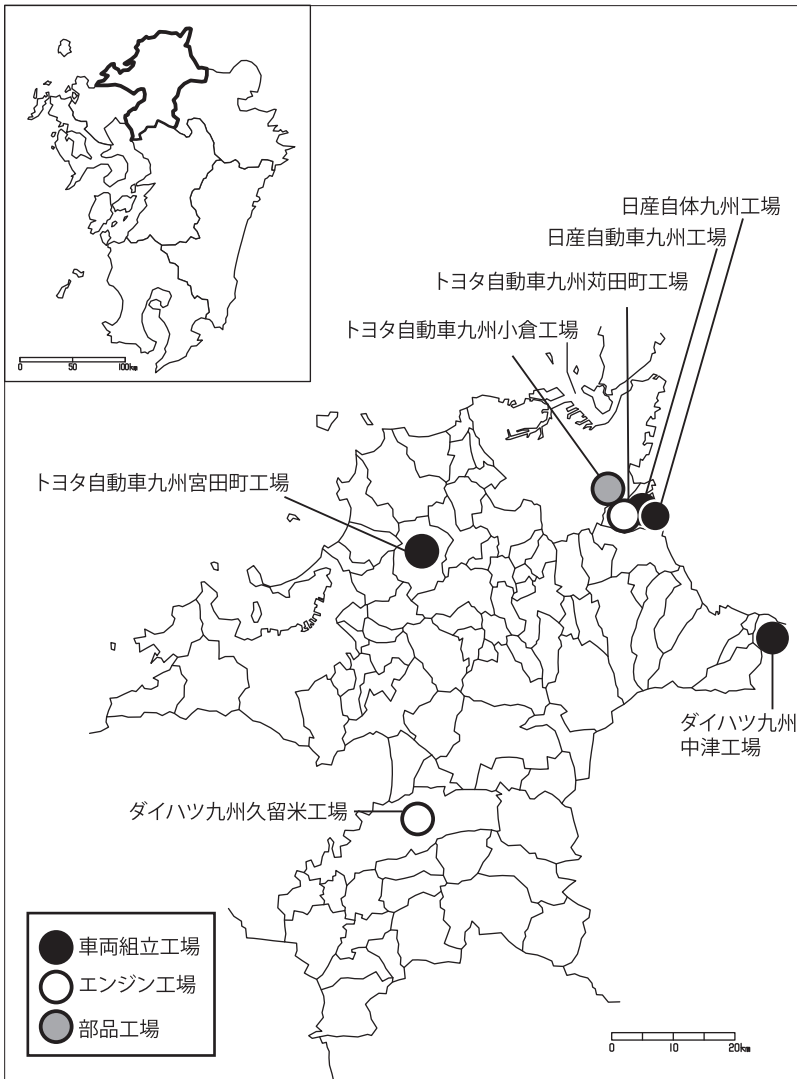 0 50 100km
日産自体九州工場
日産自動車九州工場
トヨタ自動車九州苅田町工場
トヨタ自動車九州小倉工場
トヨタ自動車九州宮田町工場
ダイハツ九州
中津工場
ダイハツ九州久留米工場
車両組立工場
エンジン工場
部品工場
0 10 20km